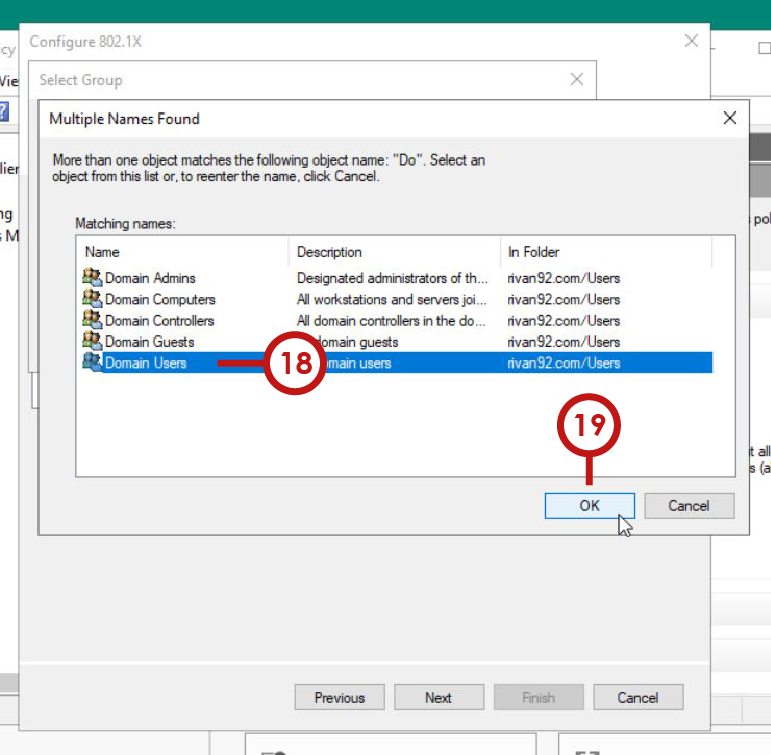 Configure 802.1X
cy
Select Group
Vie
Multiple Names Found
?
More than one object matches the following object name: "Do". Select an
object from this list or, to reenter the name, click Cancel.
lier
ng
s M
pol
Matching names:
Name Description In Folder
Domain Admins Designated administrators of th... rivan92.com/Users
Domain Computers All workstations and servers joi... rivan92.com/Users
Domain Controllers All domain controllers in the do... rivan92.com/Users
Domain Guests domain guests rivan92.com/Users
Domain Users main users rivan92.com/Users
18
19
t all
s (a
OK Cancel
Previous Next Finish Cancel